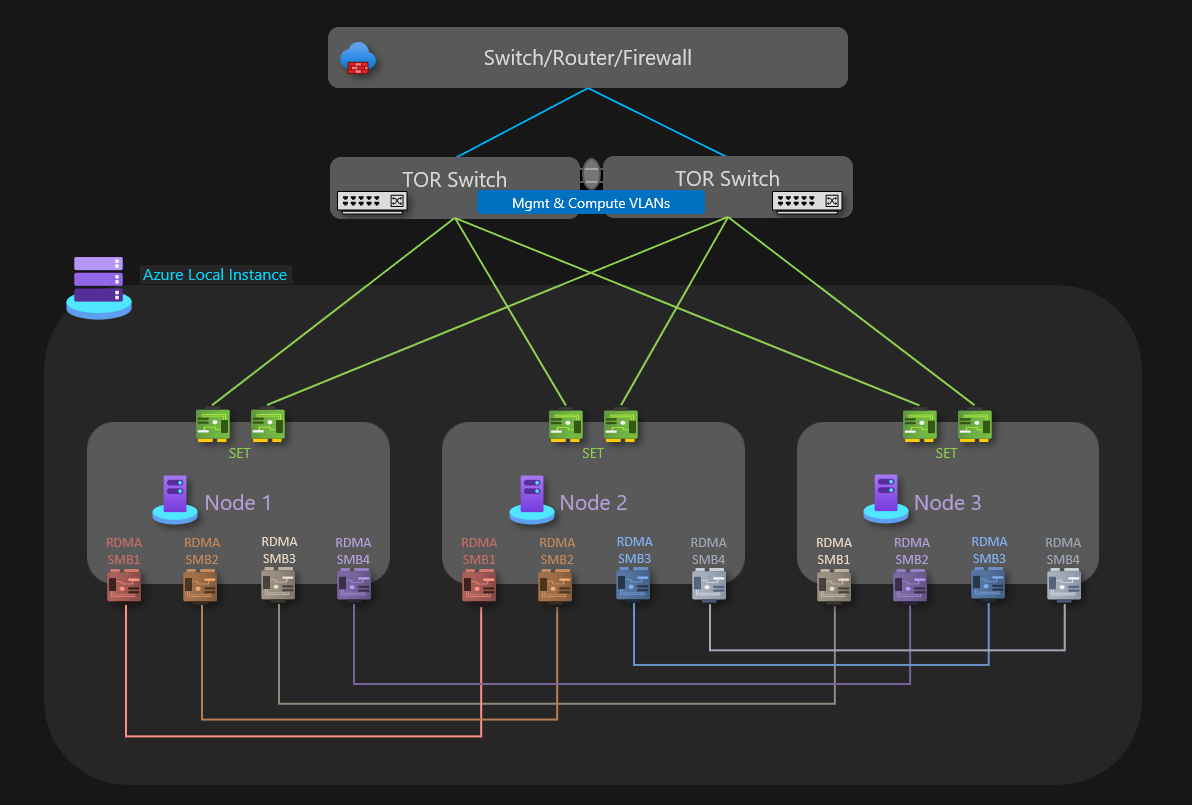 Switch/Router/Firewall
TOR Switch
TOR Switch
Mgmt & Compute VLANs
Azure Local Instance
SET
SET
SET
Node 1
Node 2
Node 3
RDMA
SMB1
RDMA
SMB2
RDMA
SMB3
RDMA
SMB4
RDMA
SMB1
RDMA
SMB2
RDMA
SMB3
RDMA
SMB4
RDMA
SMB1
RDMA
SMB2
RDMA
SMB3
RDMA
SMB4